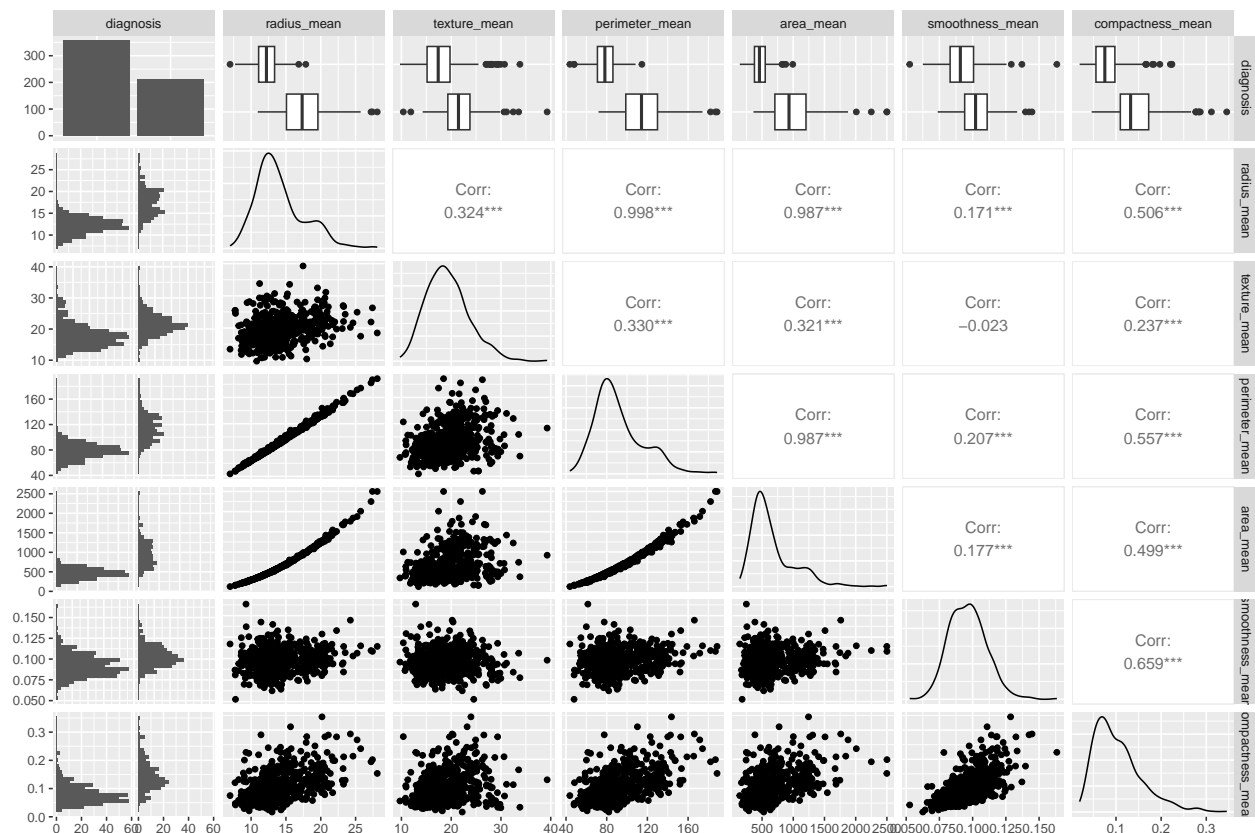 diagnosis radius_mean texture_mean perimeter_mean area_mean smoothness_mean compactness_mean
300
200
100
0
diagnosis
25
20
15
10
Corr:
0.324***
Corr:
0.998***
Corr:
0.987***
Corr:
0.171***
Corr:
0.506***
radius_mean
40
30
20
10
Corr:
0.330***
Corr:
0.321***
Corr:
−0.023
Corr:
0.237***
texture_mean
160
120
80
40
Corr:
0.987***
Corr:
0.207***
Corr:
0.557***
perimeter_mean
2500
2000
1500
1000
500
0
Corr:
0.177***
Corr:
0.499***
area_mean
0.150
0.125
0.100
0.075
0.050
Corr:
0.659***
smoothness_mean
0.3
0.2
0.1
0.0
ompactness_mea
0 20 40 60 0 20 40 60 10 15 20 25 10 20 30 40 40 80 120 160 500 1000 1500 2000 2500 0.050 0.075 0.100 0.125 0.150 0.1 0.2 0.3